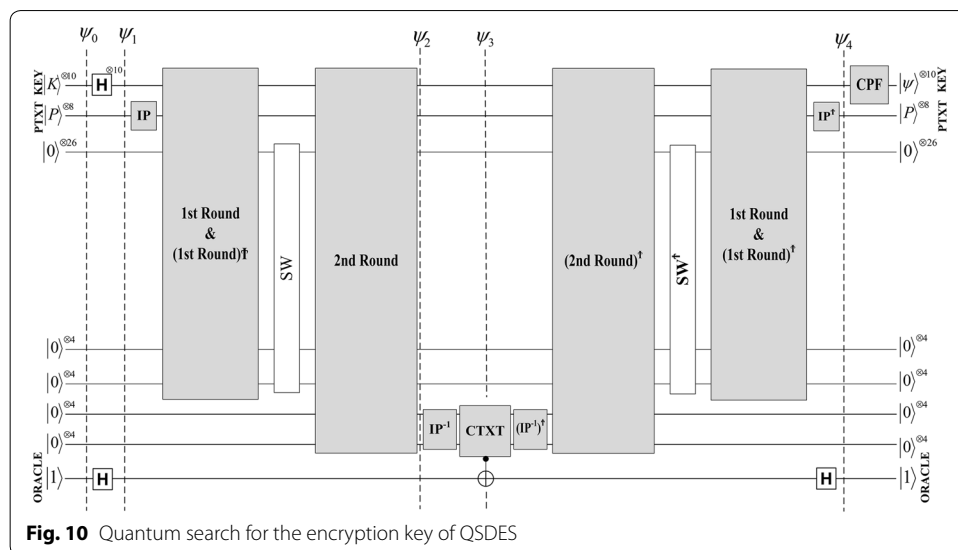 ψ₀ ψ₁ ψ₂ ψ₃ ψ₄
KEY |K⟩^⊗10 H ⊗10 CPF |ψ⟩^⊗10 KEY
PTXT |P⟩^⊗8 IP IP† |P⟩^⊗8 PTXT
|0⟩^⊗26 |0⟩^⊗26
1st Round
&
(1st Round)†
SW
2nd Round
(2nd Round)†
SW†
1st Round
&
(1st Round)†
|0⟩^⊗4 |0⟩^⊗4
|0⟩^⊗4 |0⟩^⊗4
|0⟩^⊗4 |0⟩^⊗4
IP⁻¹ CTXT (IP⁻¹)†
|0⟩^⊗4 |0⟩^⊗4
ORACLE |1⟩ H H |1⟩ ORACLE
Fig. 10 Quantum search for the encryption key of QSDES